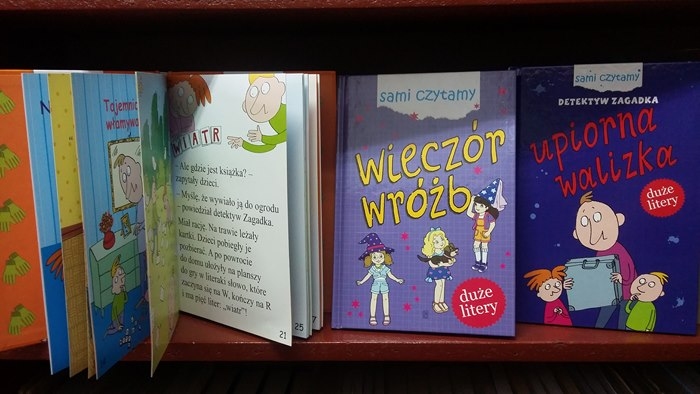 Tajemnic
włamywa
WIATR
– Ale gdzie jest książka? –
zapytały dzieci.
– Myślę, że wywiało ją do ogrodu
– powiedział detektyw Zagadka.
Miał rację. Na trawie leżały
kartki. Dzieci pobiegły je
pozbierać. A po powrocie
do domu ułożyły na planszy
do gry w literaki słowo, które
zaczyna się na W, kończy na R
i ma pięć liter: „wiatr”!
21
25
7
sami czytamy
wieczór
wróżb
duże
litery
sami czytamy
DETEKTYW ZAGADKA
upiorna
walizka
duże
litery